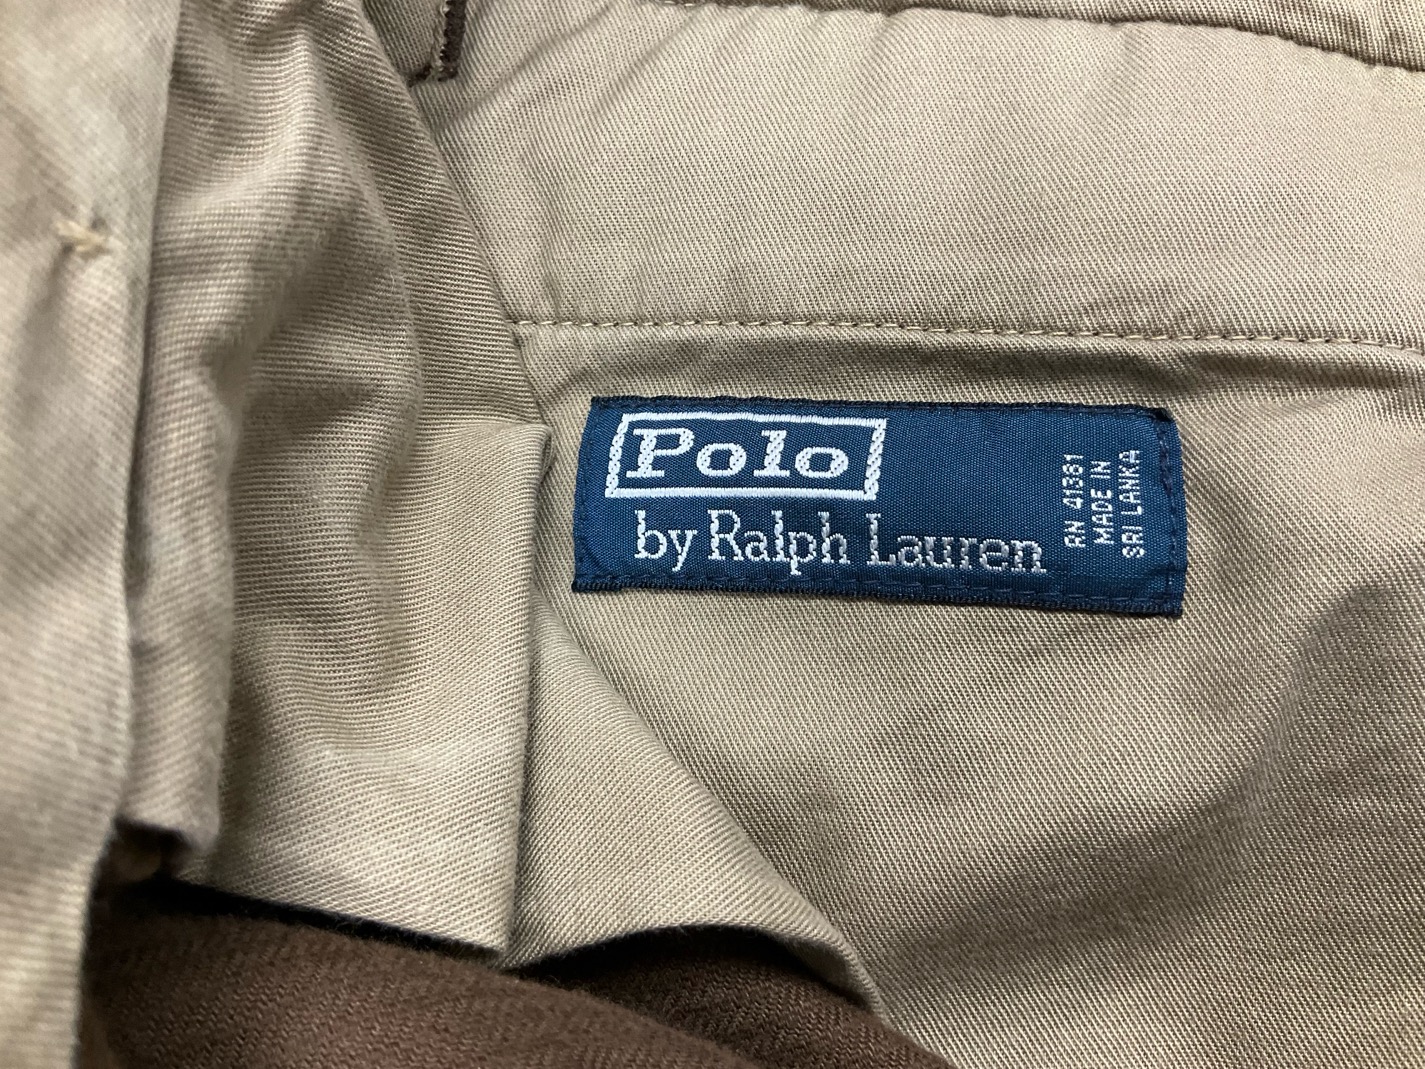 Polo
by Ralph Lauren
RN 41381
MADE IN
SRI LANKA